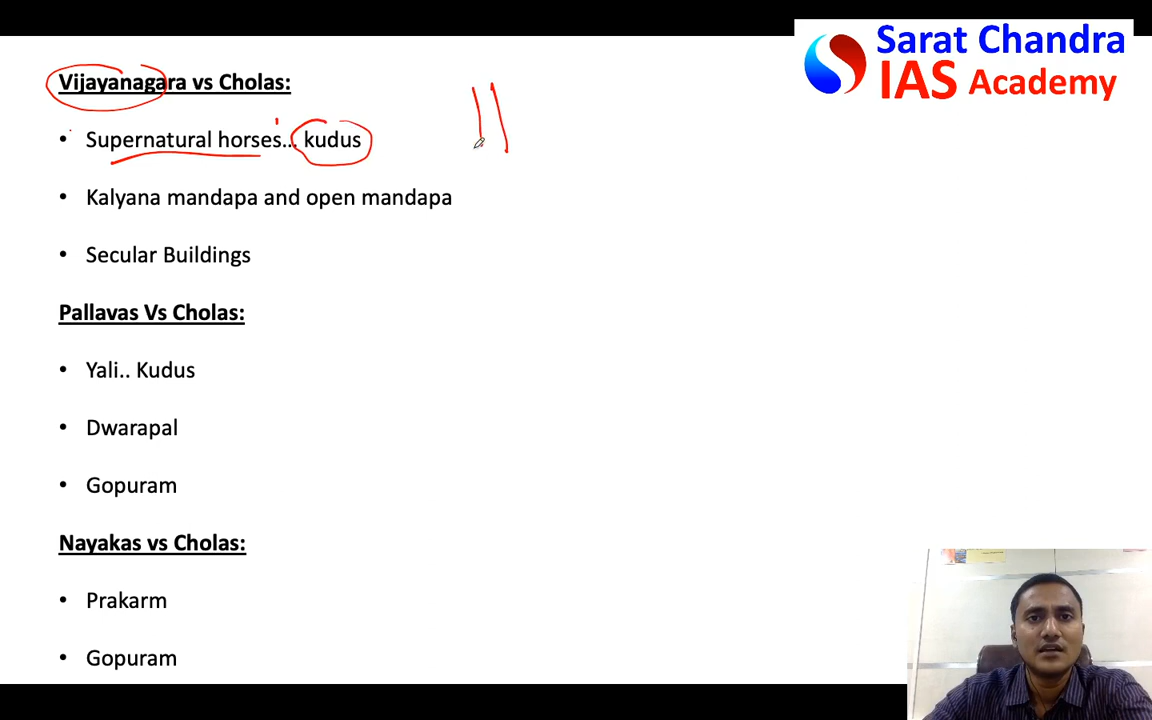 Sarat Chandra
IAS Academy
Vijayanagara vs Cholas:
• Supernatural horses... kudus
• Kalyana mandapa and open mandapa
• Secular Buildings
Pallavas Vs Cholas:
• Yali.. Kudus
• Dwarapal
• Gopuram
Nayakas vs Cholas:
• Prakarm
• Gopuram